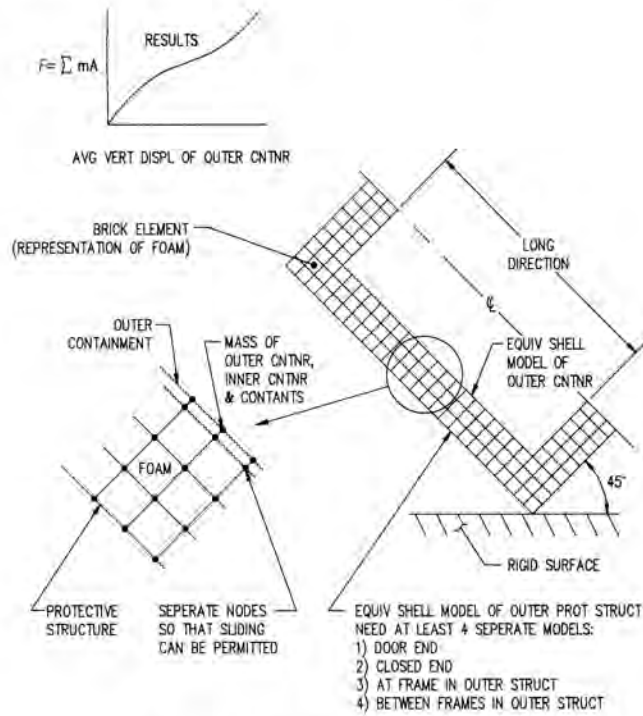 RESULTS
F= ∑ mA
AVG VERT DISPL OF OUTER CNTNR
BRICK ELEMENT
(REPRESENTATION OF FOAM)
LONG
DIRECTION
℄
OUTER
CONTAINMENT
MASS OF
OUTER CNTNR,
INNER CNTNR
& CONTANTS
EQUIV SHELL
MODEL OF
OUTER CNTNR
FOAM
45°
RIGID SURFACE
PROTECTIVE
STRUCTURE
SEPERATE NODES
SO THAT SLIDING
CAN BE PERMITTED
EQUIV SHELL MODEL OF OUTER PROT STRUCT
NEED AT LEAST 4 SEPERATE MODELS:
1) DOOR END
2) CLOSED END
3) AT FRAME IN OUTER STRUCT
4) BETWEEN FRAMES IN OUTER STRUCT